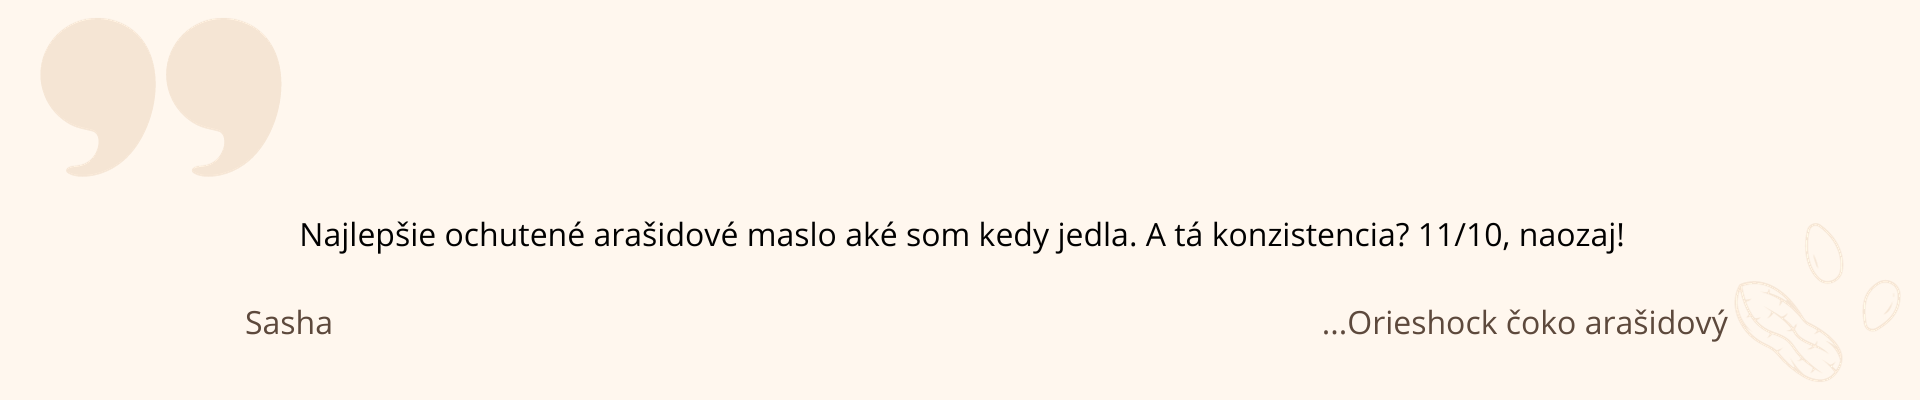 Najlepšie ochutené arašidové maslo aké som kedy jedla. A tá konzistencia? 11/10, naozaj!
Sasha
...Orieshock čoko arašidový